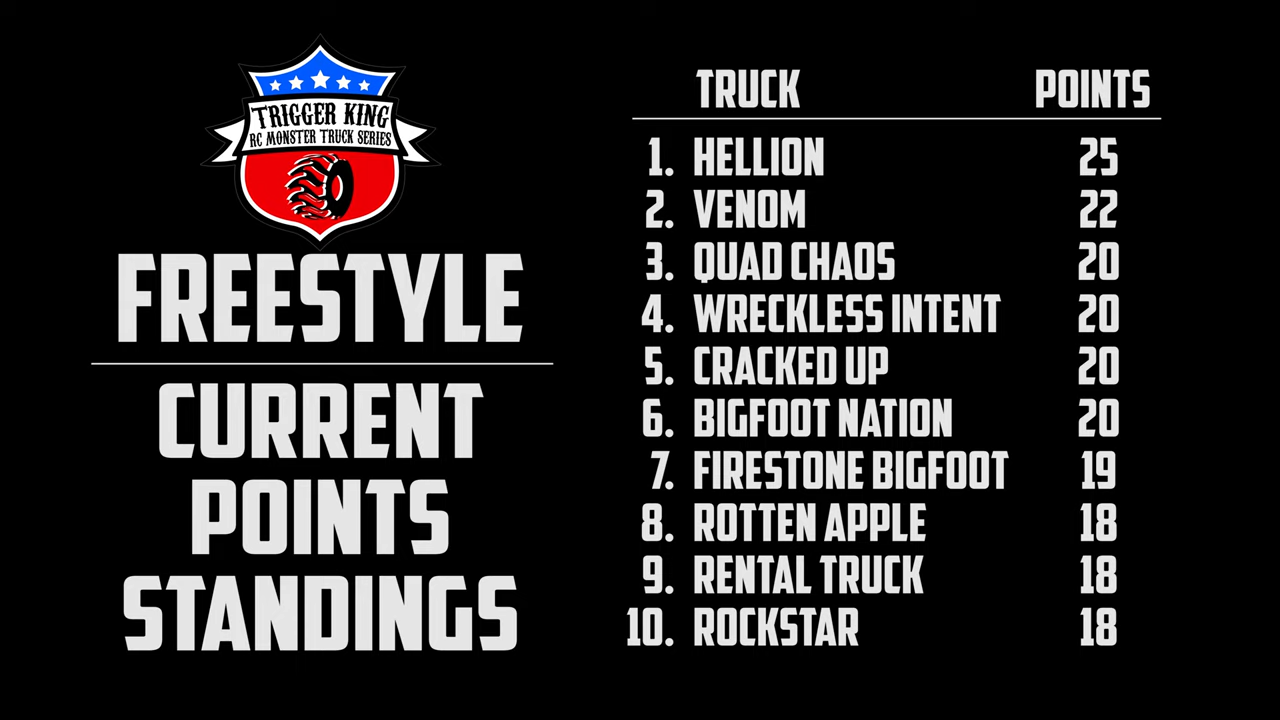 TRIGGER KING
RC MONSTER TRUCK SERIES
FREESTYLE
CURRENT
POINTS
STANDINGS
TRUCK POINTS
1. HELLION 25
2. VENOM 22
3. QUAD CHAOS 20
4. WRECKLESS INTENT 20
5. CRACKED UP 20
6. BIGFOOT NATION 20
7. FIRESTONE BIGFOOT 19
8. ROTTEN APPLE 18
9. RENTAL TRUCK 18
10. ROCKSTAR 18